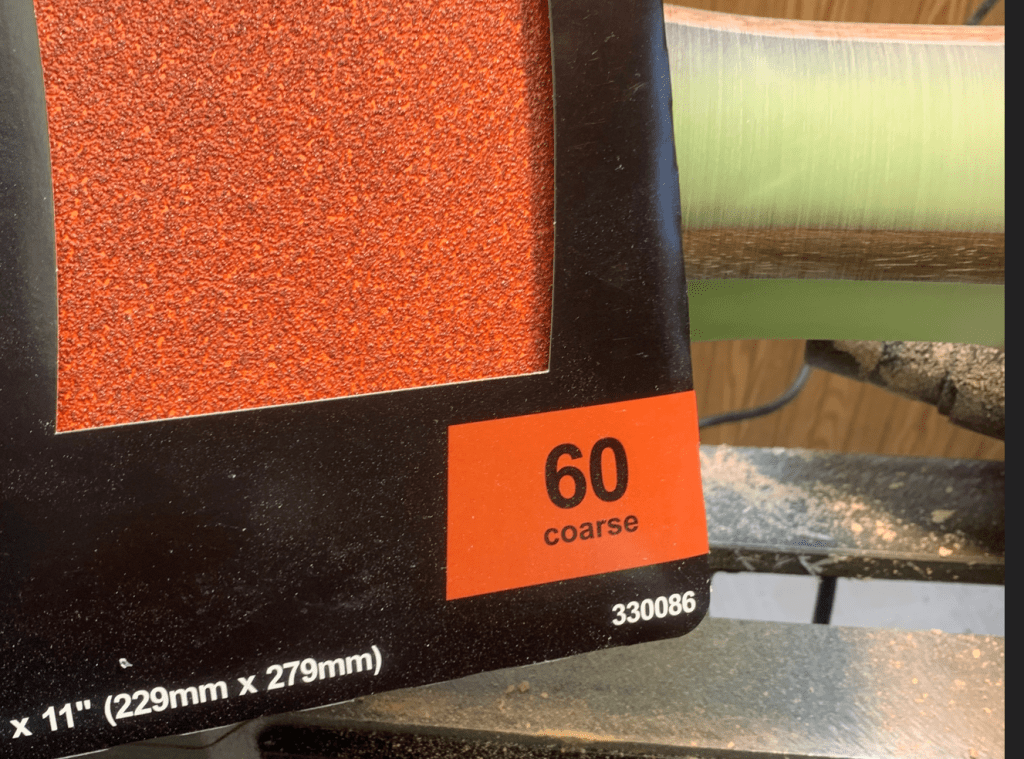 60
coarse
330086
x 11" (229mm x 279mm)